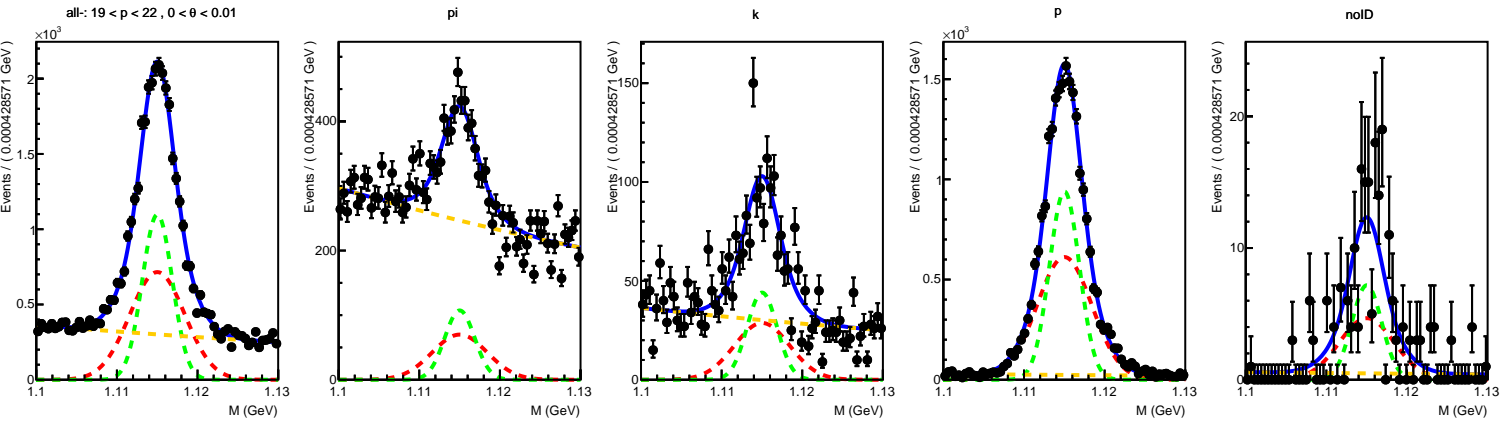 all-: 19 < p < 22 , 0 < θ < 0.01
×10³
Events / ( 0.000428571 GeV )
2
1.5
1
0.5
0
1.1
1.11
1.12
1.13
M (GeV)
pi
Events / ( 0.000428571 GeV )
400
200
0
1.1
1.11
1.12
1.13
M (GeV)
k
Events / ( 0.000428571 GeV )
150
100
50
0
1.1
1.11
1.12
1.13
M (GeV)
p
×10³
Events / ( 0.000428571 GeV )
1.5
1
0.5
0
1.1
1.11
1.12
1.13
M (GeV)
noID
Events / ( 0.000428571 GeV )
20
10
0
1.1
1.11
1.12
1.13
M (GeV)